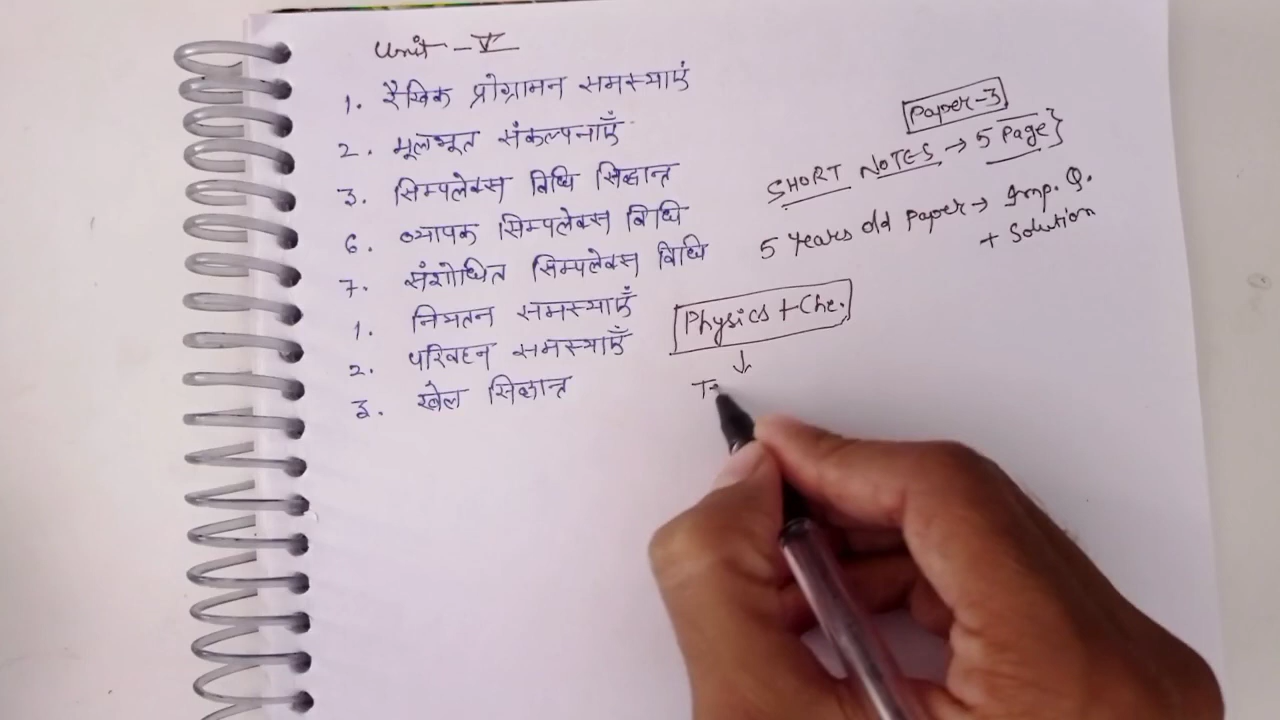 Unit - V
1. रैखिक प्रोग्रामन समस्याएं
2. मूलभूत संकल्पनाएँ
3. सिम्पलेक्स विधि सिद्धान्त
6. व्यापक सिम्पलेक्स विधि
7. संशोधित सिम्पलेक्स विधि
1. नियतन समस्याएँ
2. परिवहन समस्याएँ
3. खेल सिद्धान्त
Paper-3
SHORT NOTES → 5 Page}
5 Years old Paper → Imp. Q.
+ Solution
Physics + Che.
↓